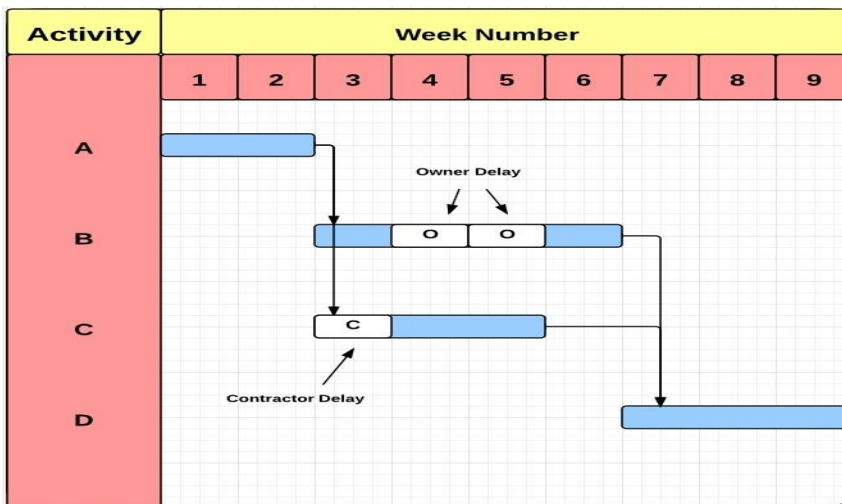 Activity Week Number
1 2 3 4 5 6 7 8 9
A
Owner Delay
B O O
C C
Contractor Delay
D